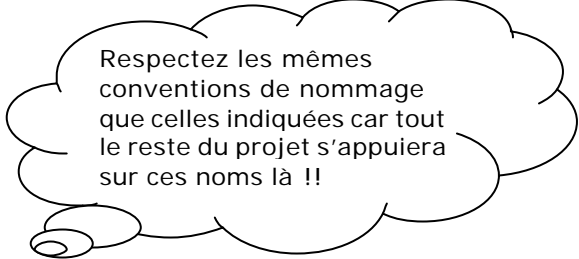 Respectez les mêmes
conventions de nommage
que celles indiquées car tout
le reste du projet s’appuiera
sur ces noms là !!